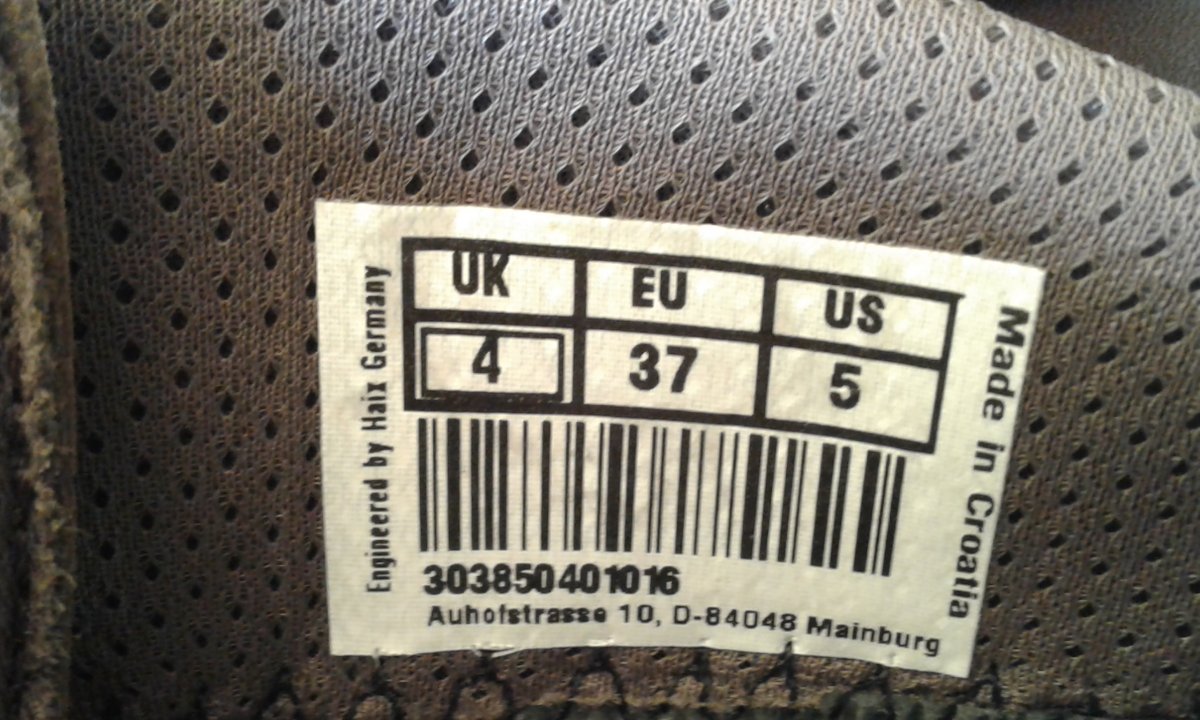 Engineered by Haix Germany
UK EU US
4 37 5
303850401016
Auhofstrasse 10, D-84048 Mainburg
Made in Croatia